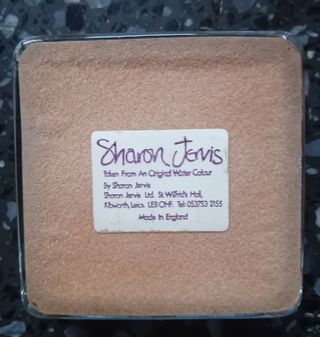 Sharon Jervis
Taken From An Original Water Colour
By Sharon Jervis
Sharon Jervis Ltd. St Wilfrid's Hall,
Kibworth, Leics. LE8 OHF. Tel: 053753 2155
Made In England